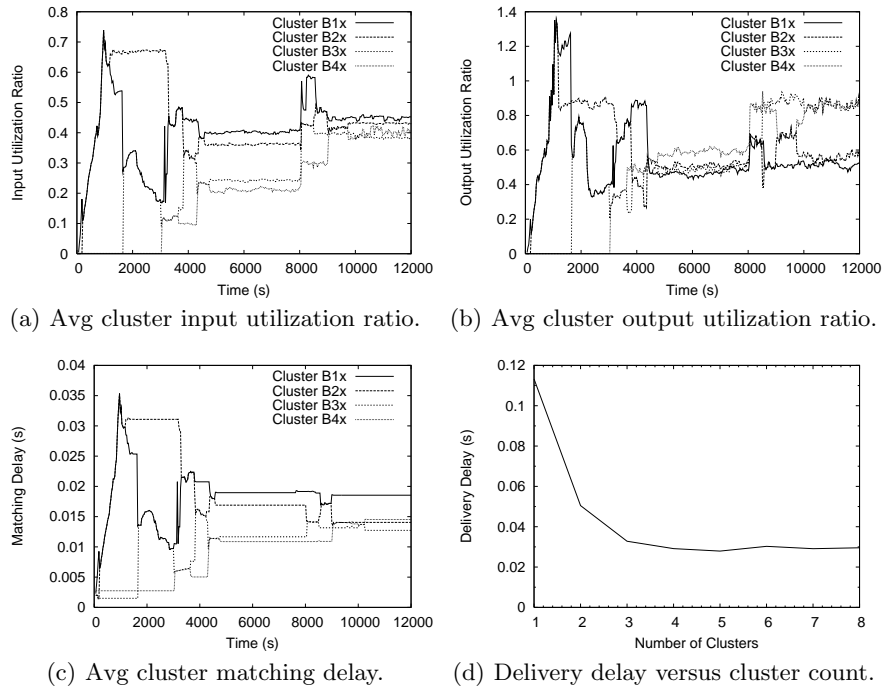 Cluster B1x
Cluster B2x
Cluster B3x
Cluster B4x
0.8
0.7
0.6
0.5
0.4
0.3
0.2
0.1
0
Input Utilization Ratio
0 2000 4000 6000 8000 10000 12000
Time (s)
(a) Avg cluster input utilization ratio.
Cluster B1x
Cluster B2x
Cluster B3x
Cluster B4x
1.4
1.2
1
0.8
0.6
0.4
0.2
0
Output Utilization Ratio
0 2000 4000 6000 8000 10000 12000
Time (s)
(b) Avg cluster output utilization ratio.
Cluster B1x
Cluster B2x
Cluster B3x
Cluster B4x
0.04
0.035
0.03
0.025
0.02
0.015
0.01
0.005
0
Matching Delay (s)
0 2000 4000 6000 8000 10000 12000
Time (s)
(c) Avg cluster matching delay.
0.12
0.1
0.08
0.06
0.04
0.02
0
Delivery Delay (s)
1 2 3 4 5 6 7 8
Number of Clusters
(d) Delivery delay versus cluster count.